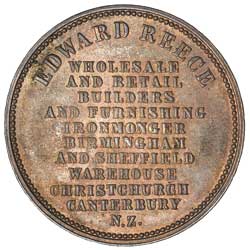 EDWARD REECE
WHOLESALE
AND RETAIL
BUILDERS
AND FURNISHING
IRONMONGER
BIRMINGHAM
AND SHEFFIELD
WAREHOUSE
CHRISTCHURCH
CANTERBURY
N.Z.